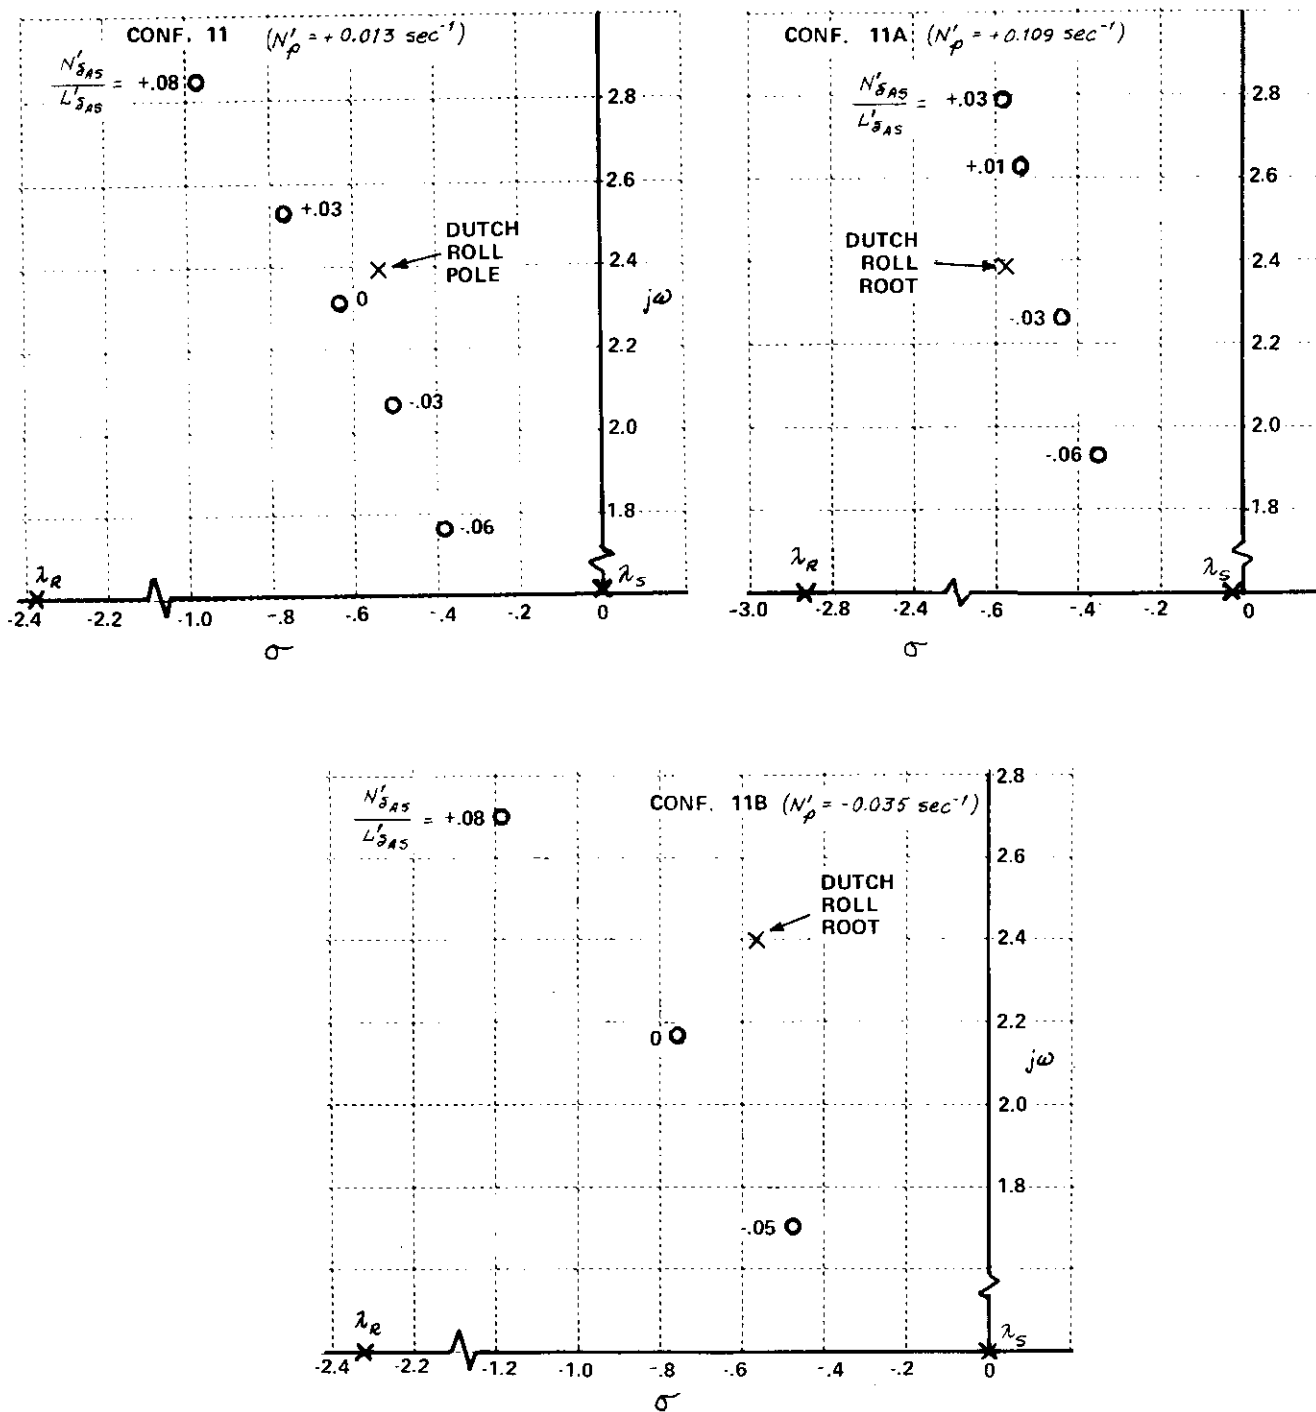 CONF. 11 (N'ₚ = +0.013 sec⁻¹)
N'δAS / L'δAS = +.08
+.03
DUTCH
ROLL
POLE
0
-.03
-.06
2.8
2.6
2.4
jω
2.2
2.0
1.8
λR
λS
-2.4 -2.2 -1.0 -.8 -.6 -.4 -.2 0
σ
CONF. 11A (N'ₚ = +0.109 sec⁻¹)
N'δAS / L'δAS = +.03
+.01
DUTCH
ROLL
ROOT
-.03
-.06
2.8
2.6
2.4
2.2
2.0
1.8
λR
λS
-3.0 -2.8 -2.4 -.6 -.4 -.2 0
σ
CONF. 11B (N'ₚ = -0.035 sec⁻¹)
N'δAS / L'δAS = +.08
DUTCH
ROLL
ROOT
0
-.05
2.8
2.6
2.4
2.2
jω
2.0
1.8
λR
λS
-2.4 -2.2 -1.2 -1.0 -.8 -.6 -.4 -.2 0
σ